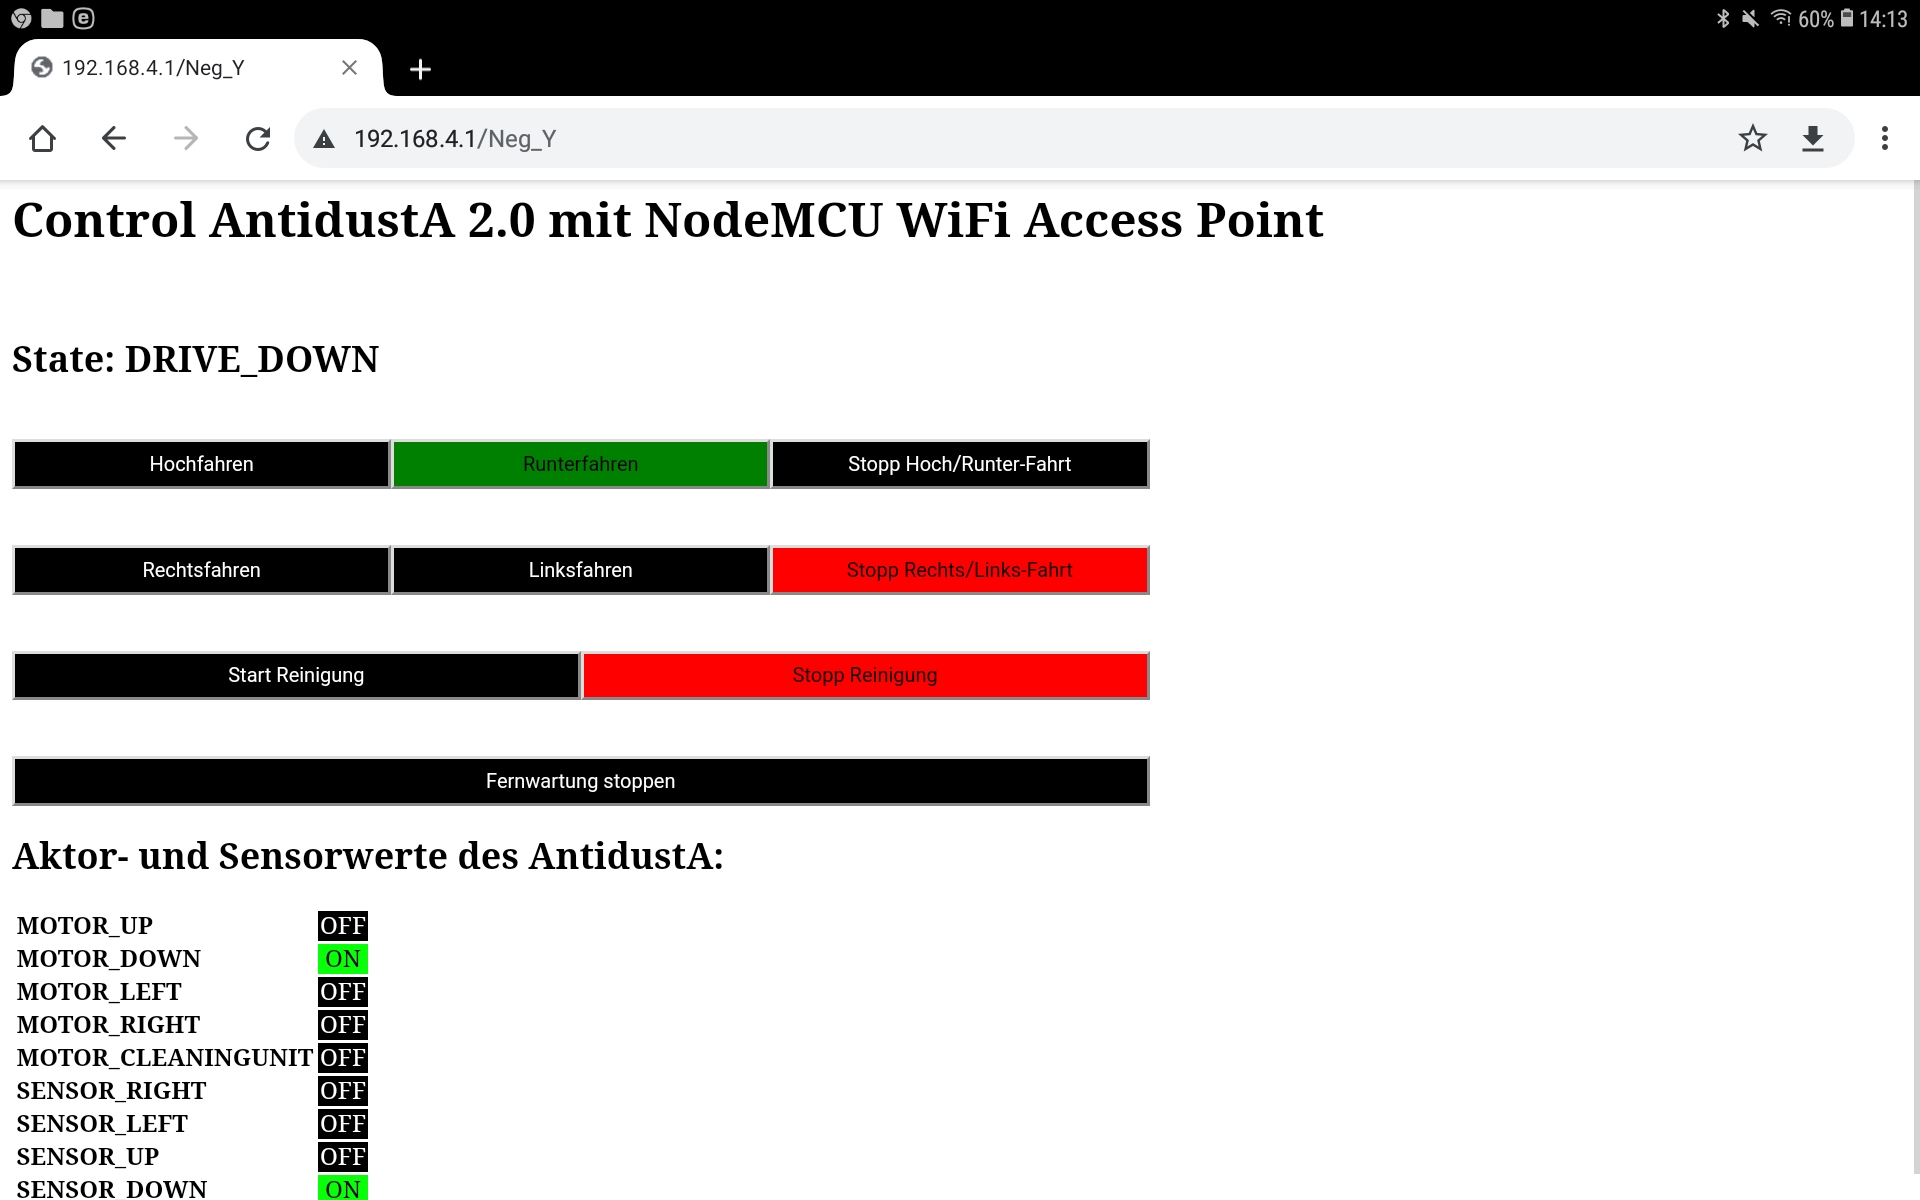 60% 14:13
192.168.4.1/Neg_Y
192.168.4.1/Neg_Y
Control AntidustA 2.0 mit NodeMCU WiFi Access Point
State: DRIVE_DOWN
Hochfahren Runterfahren Stopp Hoch/Runter-Fahrt
Rechtsfahren Linksfahren Stopp Rechts/Links-Fahrt
Start Reinigung Stopp Reinigung
Fernwartung stoppen
Aktor- und Sensorwerte des AntidustA:
MOTOR_UP OFF
MOTOR_DOWN ON
MOTOR_LEFT OFF
MOTOR_RIGHT OFF
MOTOR_CLEANINGUNIT OFF
SENSOR_RIGHT OFF
SENSOR_LEFT OFF
SENSOR_UP OFF
SENSOR_DOWN ON